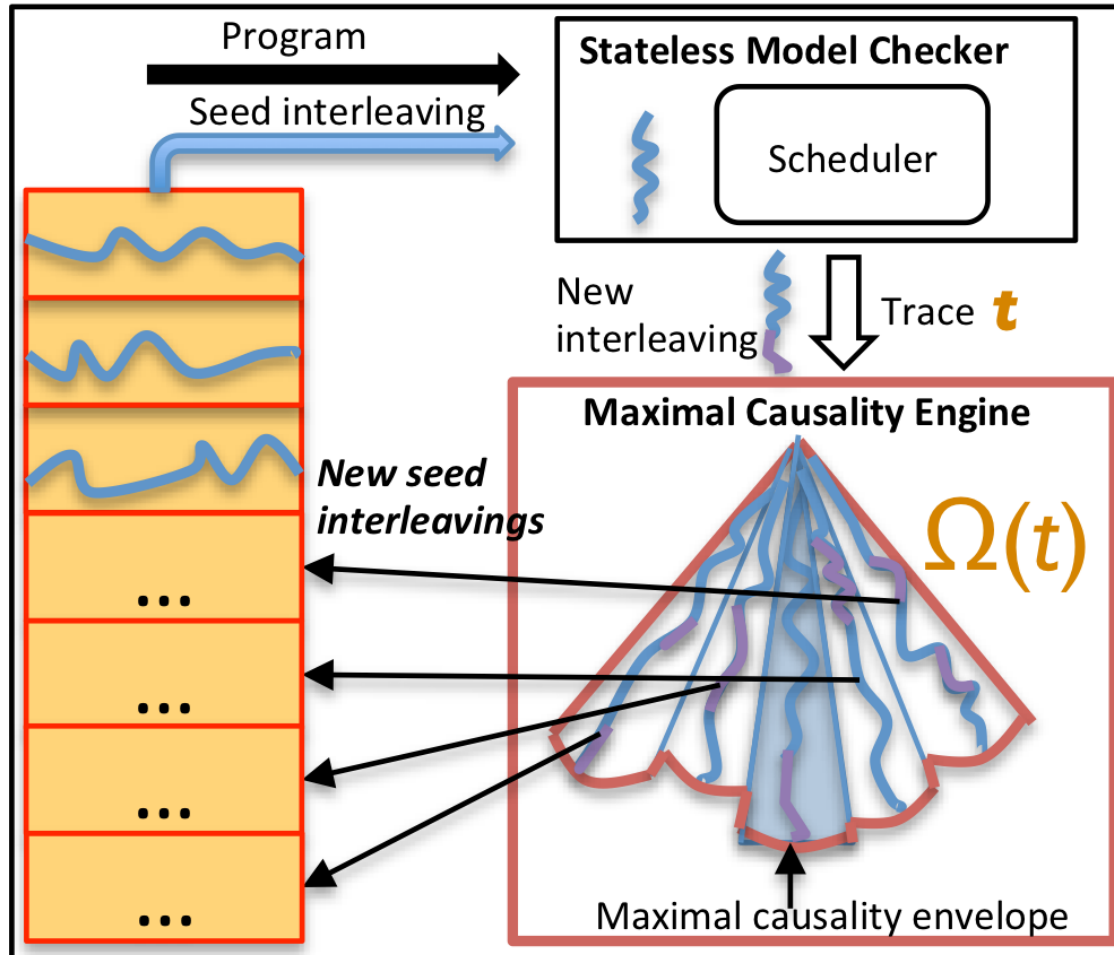 Program
Stateless Model Checker
Seed interleaving
Scheduler
New
interleaving
Trace t
Maximal Causality Engine
New seed
interleavings
Ω(t)
...
...
...
...
Maximal causality envelope